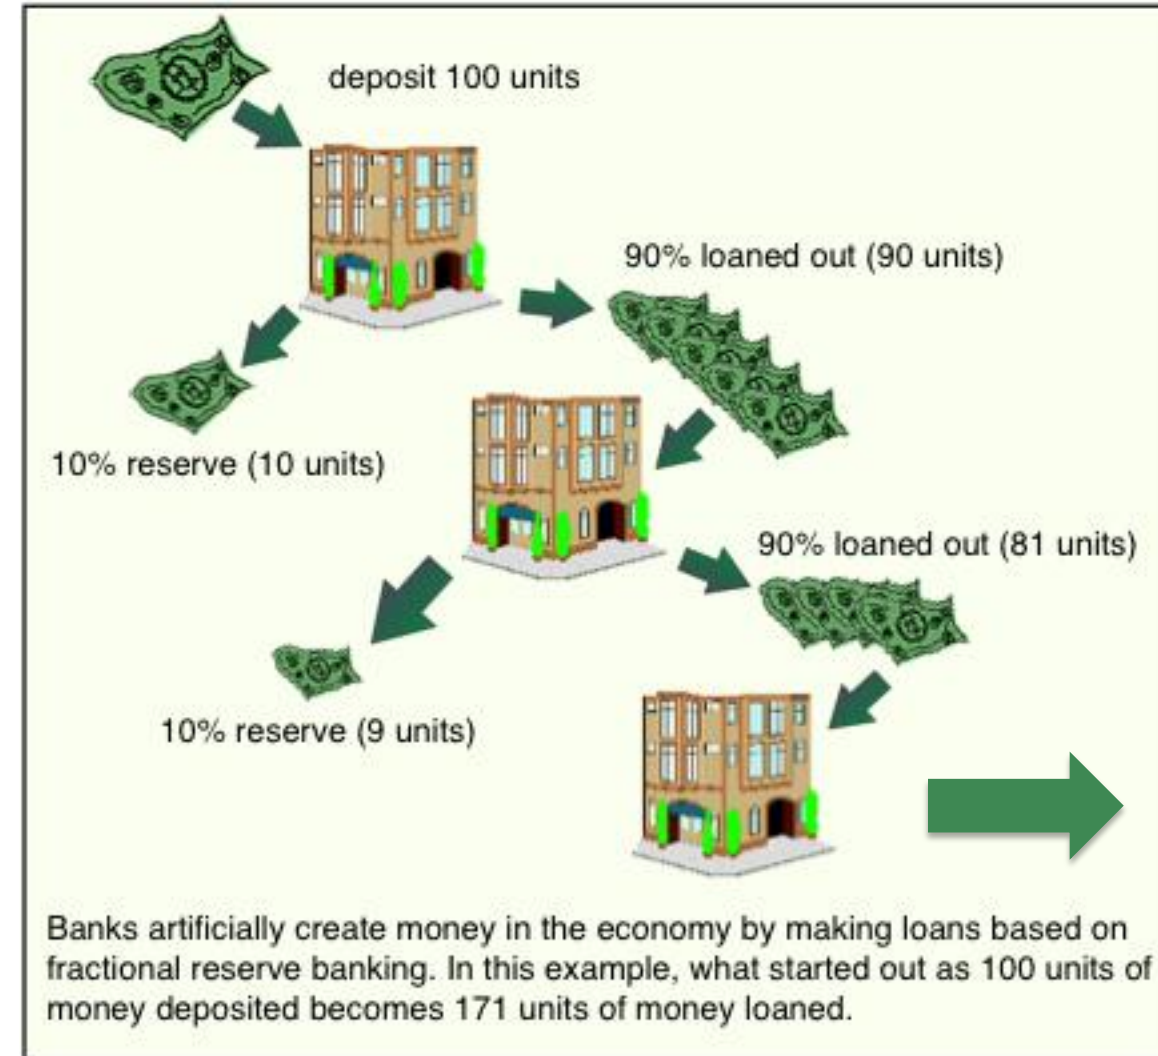 deposit 100 units
90% loaned out (90 units)
10% reserve (10 units)
90% loaned out (81 units)
10% reserve (9 units)
Banks artificially create money in the economy by making loans based on
fractional reserve banking. In this example, what started out as 100 units of
money deposited becomes 171 units of money loaned.